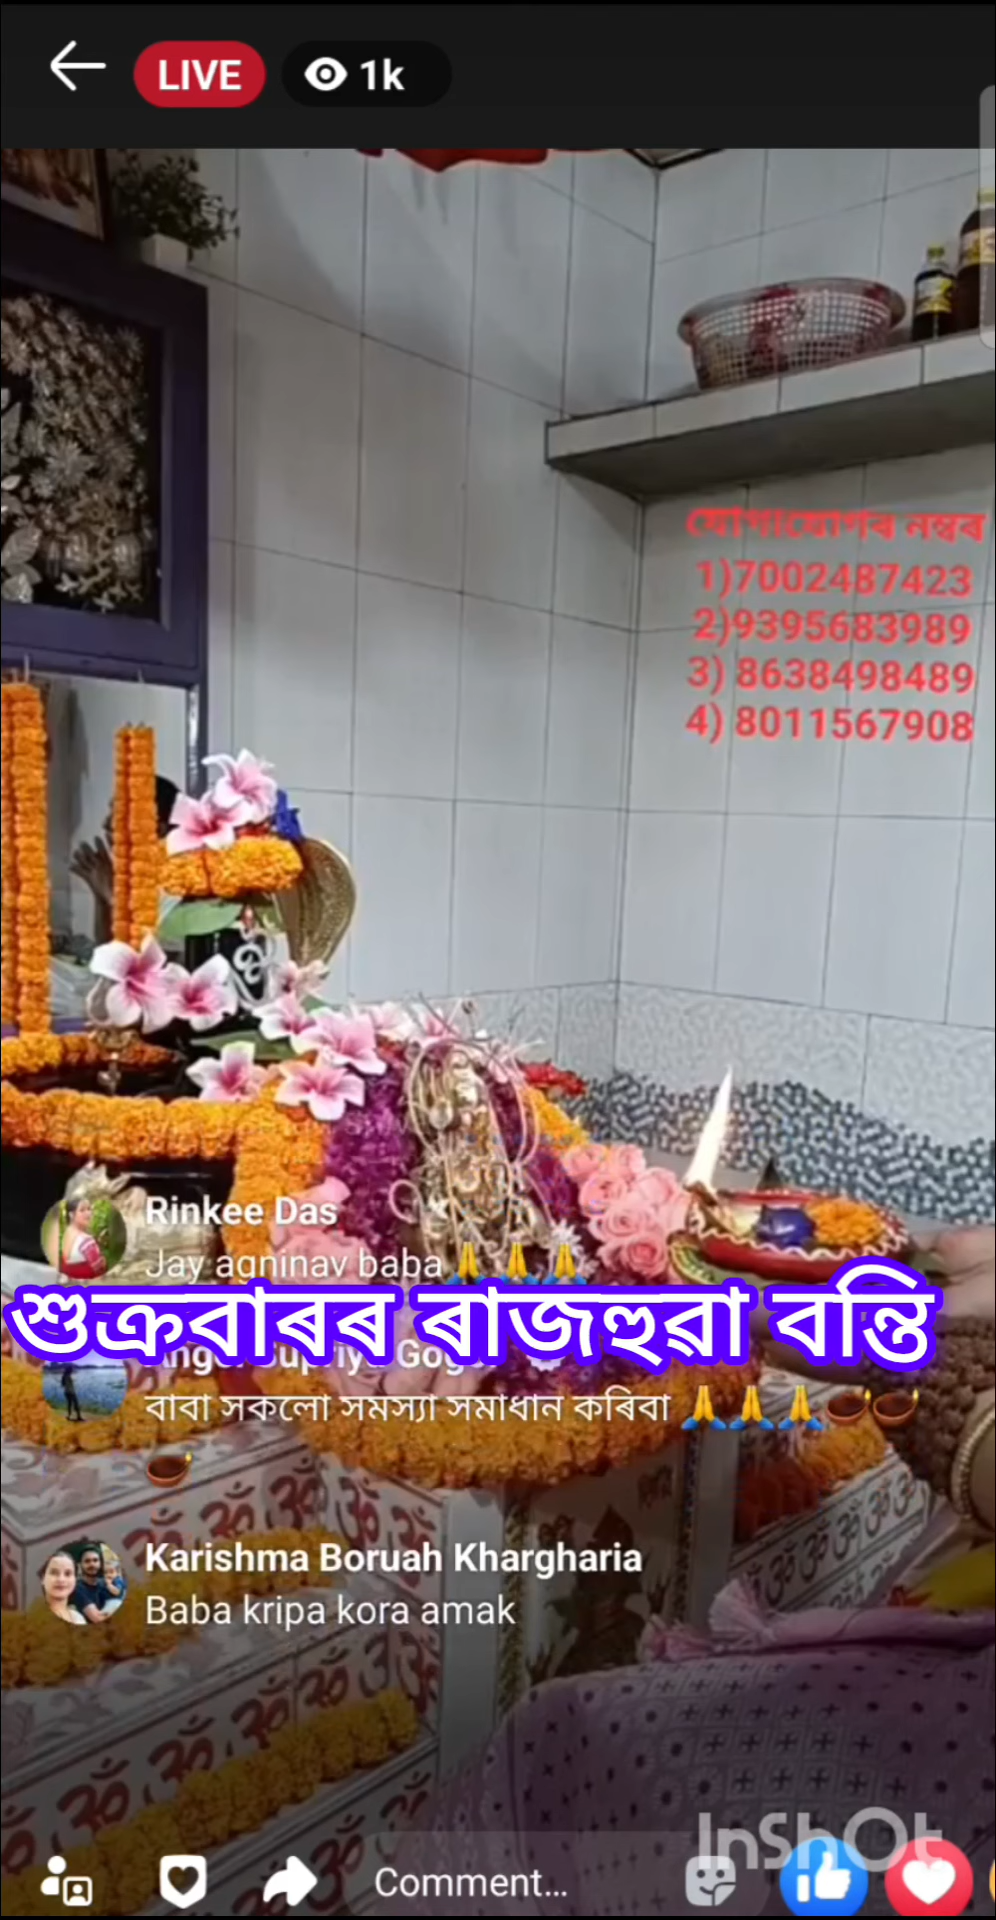 LIVE 1k
যোগাযোগৰ নম্বৰ
1)7002487423
2)9395683989
3) 8638498489
4) 8011567908
Rinkee Das
Jay agninav baba 🙏🙏🙏
শুক্ৰবাৰৰ ৰাজহুৱা বন্তি
বাবা সকলো সমস্যা সমাধান কৰিবা 🙏🙏🙏🪔🪔
🪔
Karishma Boruah Khargharia
Baba kripa kora amak
ॐ ॐ ॐ ॐ ॐ
ॐ ॐ ॐ ॐ
InShOt
Comment...